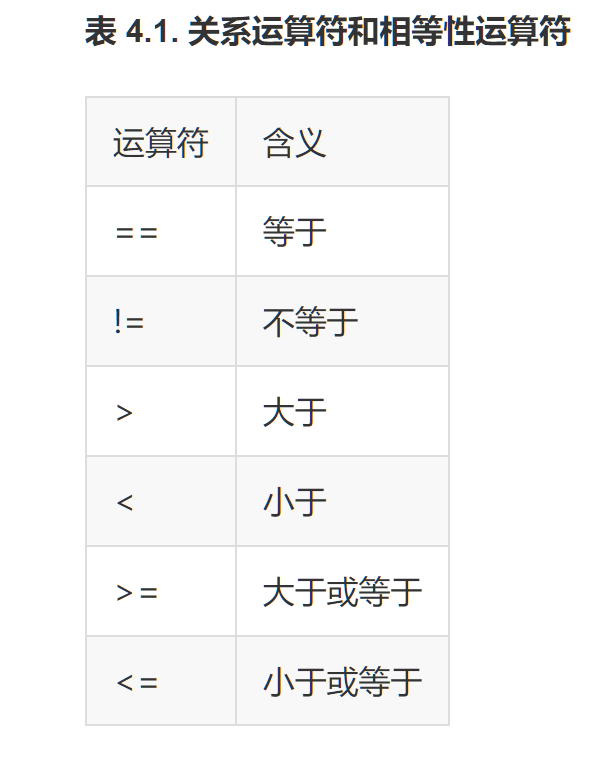 表 4.1. 关系运算符和相等性运算符
运算符 含义
== 等于
!= 不等于
> 大于
< 小于
>= 大于或等于
<= 小于或等于